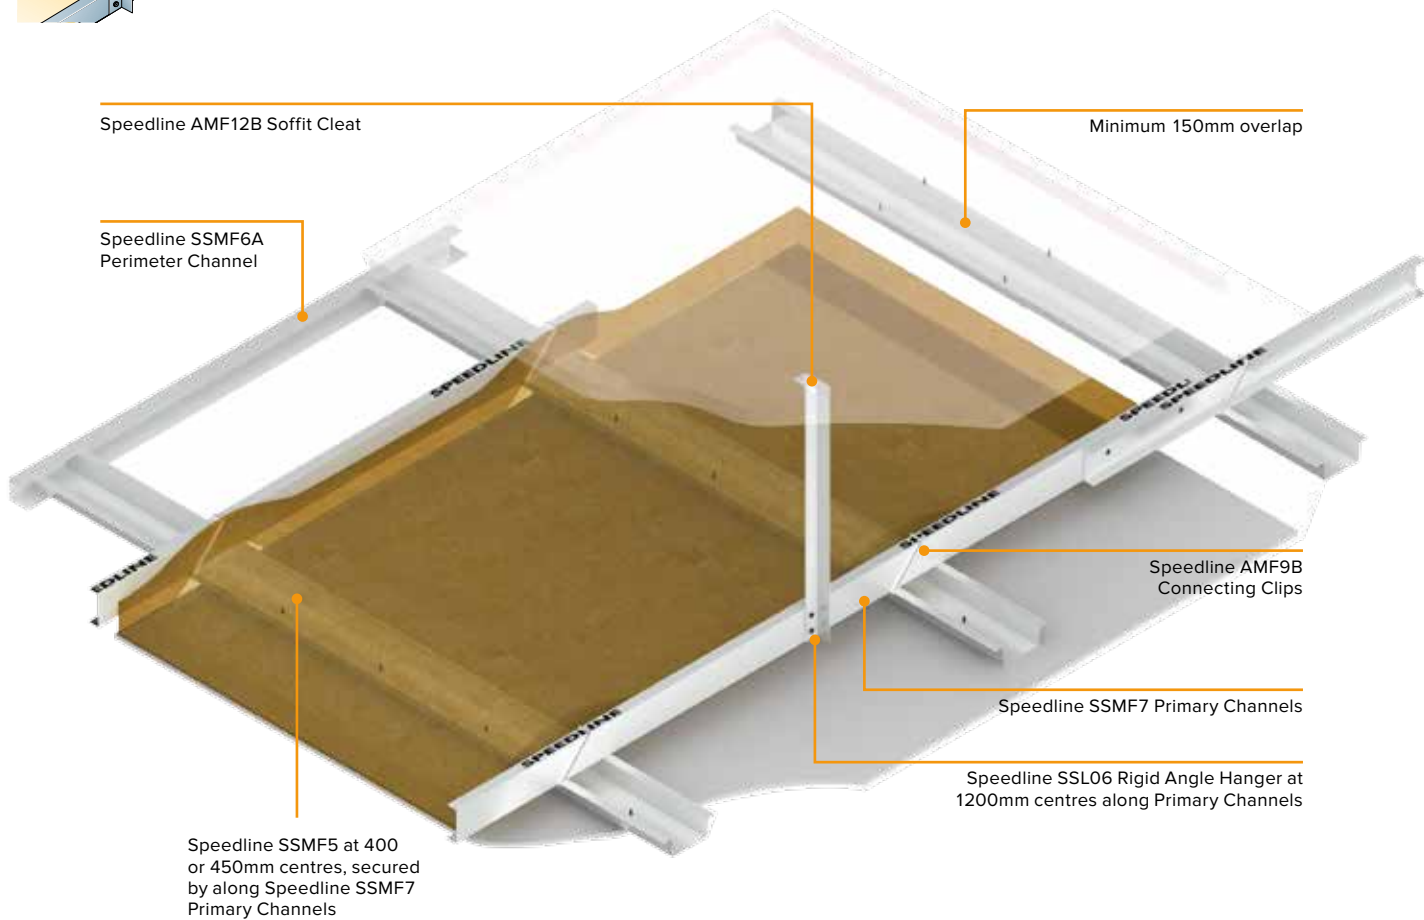 Speedline AMF12B Soffit Cleat
Minimum 150mm overlap
Speedline SSMF6A
Perimeter Channel
SPEEDLINE
SPEEDL
SPEEDLINE
SPEEDLINE
EDLINE
Speedline AMF9B
Connecting Clips
Speedline SSMF7 Primary Channels
SPEEDLINE
Speedline SSL06 Rigid Angle Hanger at
1200mm centres along Primary Channels
Speedline SSMF5 at 400
or 450mm centres, secured
by along Speedline SSMF7
Primary Channels